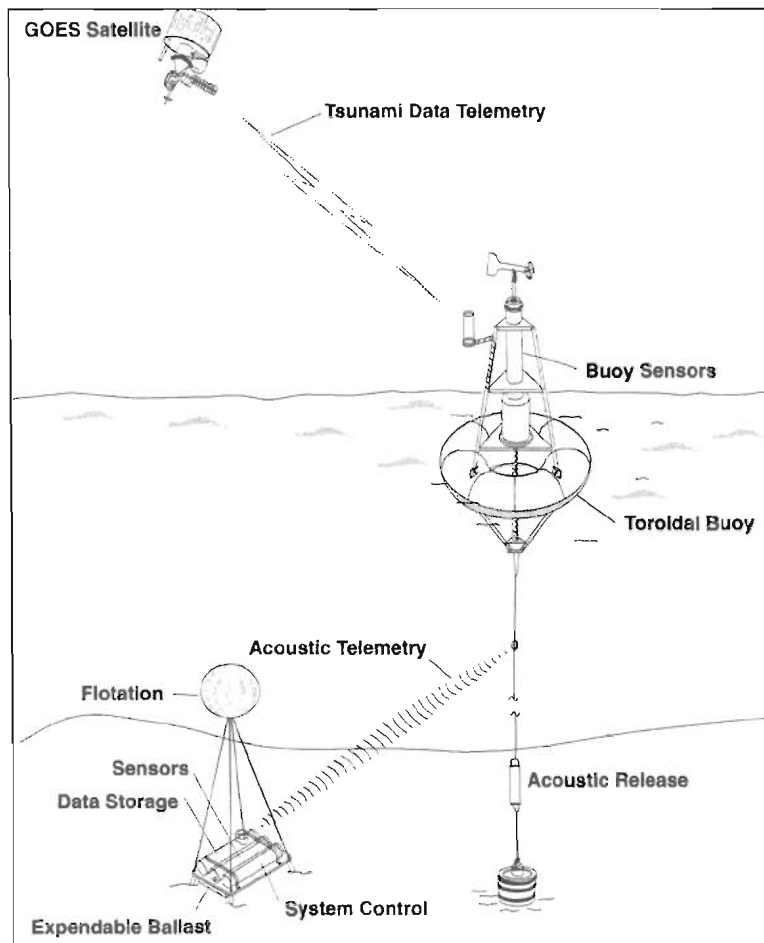 GOES Satellite
Tsunami Data Telemetry
Buoy Sensors
Toroidal Buoy
Acoustic Telemetry
Flotation
Sensors
Acoustic Release
Data Storage
System Control
Expendable Ballast